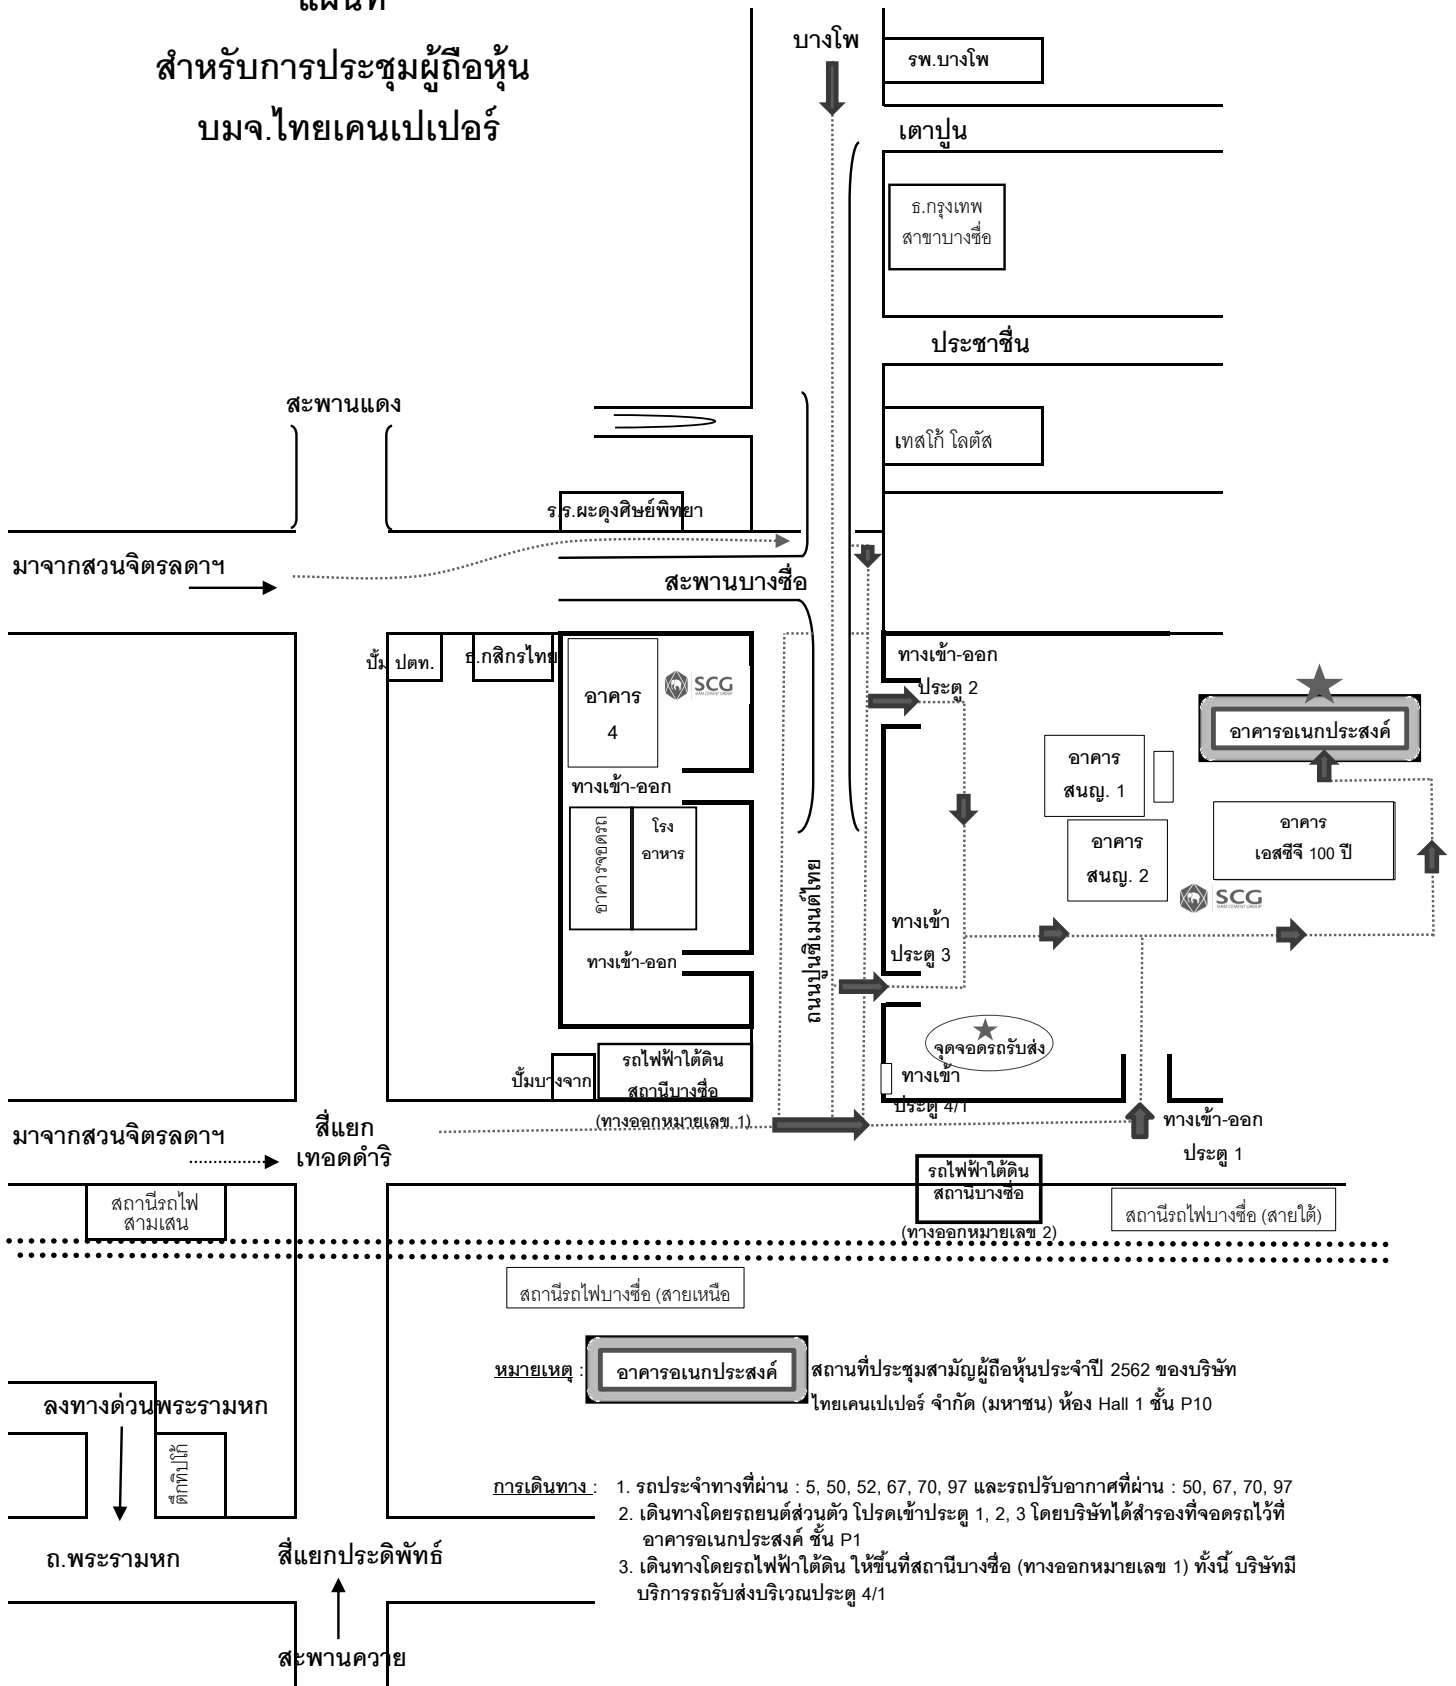 แผนที่
สำหรับการประชุมผู้ถือหุ้น
บมจ.ไทยเคนเปเปอร์
บางโพ
รพ.บางโพ
เตาปูน
ธ.กรุงเทพ
สาขาบางซื่อ
ประชาชื่น
สะพานแดง
เทสโก้ โลตัส
ร.ร.ผะดุงศิษย์พิทยา
มาจากสวนจิตรลดาฯ
สะพานบางซื่อ
ปั้ม ปตท.
ธ.กสิกรไทย
อาคาร
4
SCG
SIAM CEMENT GROUP
ทางเข้า-ออก
ประตู 2
อาคารอเนกประสงค์
อาคาร
สนญ. 1
ทางเข้า-ออก
อาคารจอดรถ
โรง
อาหาร
อาคาร
สนญ. 2
อาคาร
เอสซีจี 100 ปี
SCG
SIAM CEMENT GROUP
ถนนปูนซิเมนต์ไทย
ทางเข้า
ประตู 3
ทางเข้า-ออก
จุดจอดรถรับส่ง
ปั้มบางจาก
รถไฟฟ้าใต้ดิน
สถานีบางซื่อ
(ทางออกหมายเลข 1)
ทางเข้า
ประตู 4/1
ทางเข้า-ออก
ประตู 1
มาจากสวนจิตรลดาฯ
สี่แยก
เทอดดำริ
รถไฟฟ้าใต้ดิน
สถานีบางซื่อ
(ทางออกหมายเลข 2)
สถานีรถไฟ
สามเสน
สถานีรถไฟบางซื่อ (สายใต้)
สถานีรถไฟบางซื่อ (สายเหนือ
หมายเหตุ : อาคารอเนกประสงค์ สถานที่ประชุมสามัญผู้ถือหุ้นประจำปี 2562 ของบริษัท
ไทยเคนเปเปอร์ จำกัด (มหาชน) ห้อง Hall 1 ชั้น P10
ลงทางด่วนพระรามหก
ตึกทิปโก้
ถ.พระรามหก
สี่แยกประดิพัทธ์
สะพานควาย
การเดินทาง : 1. รถประจำทางที่ผ่าน : 5, 50, 52, 67, 70, 97 และรถปรับอากาศที่ผ่าน : 50, 67, 70, 97
2. เดินทางโดยรถยนต์ส่วนตัว โปรดเข้าประตู 1, 2, 3 โดยบริษัทได้สำรองที่จอดรถไว้ที่
อาคารอเนกประสงค์ ชั้น P1
3. เดินทางโดยรถไฟฟ้าใต้ดิน ให้ขึ้นที่สถานีบางซื่อ (ทางออกหมายเลข 1) ทั้งนี้ บริษัทมี
บริการรถรับส่งบริเวณประตู 4/1